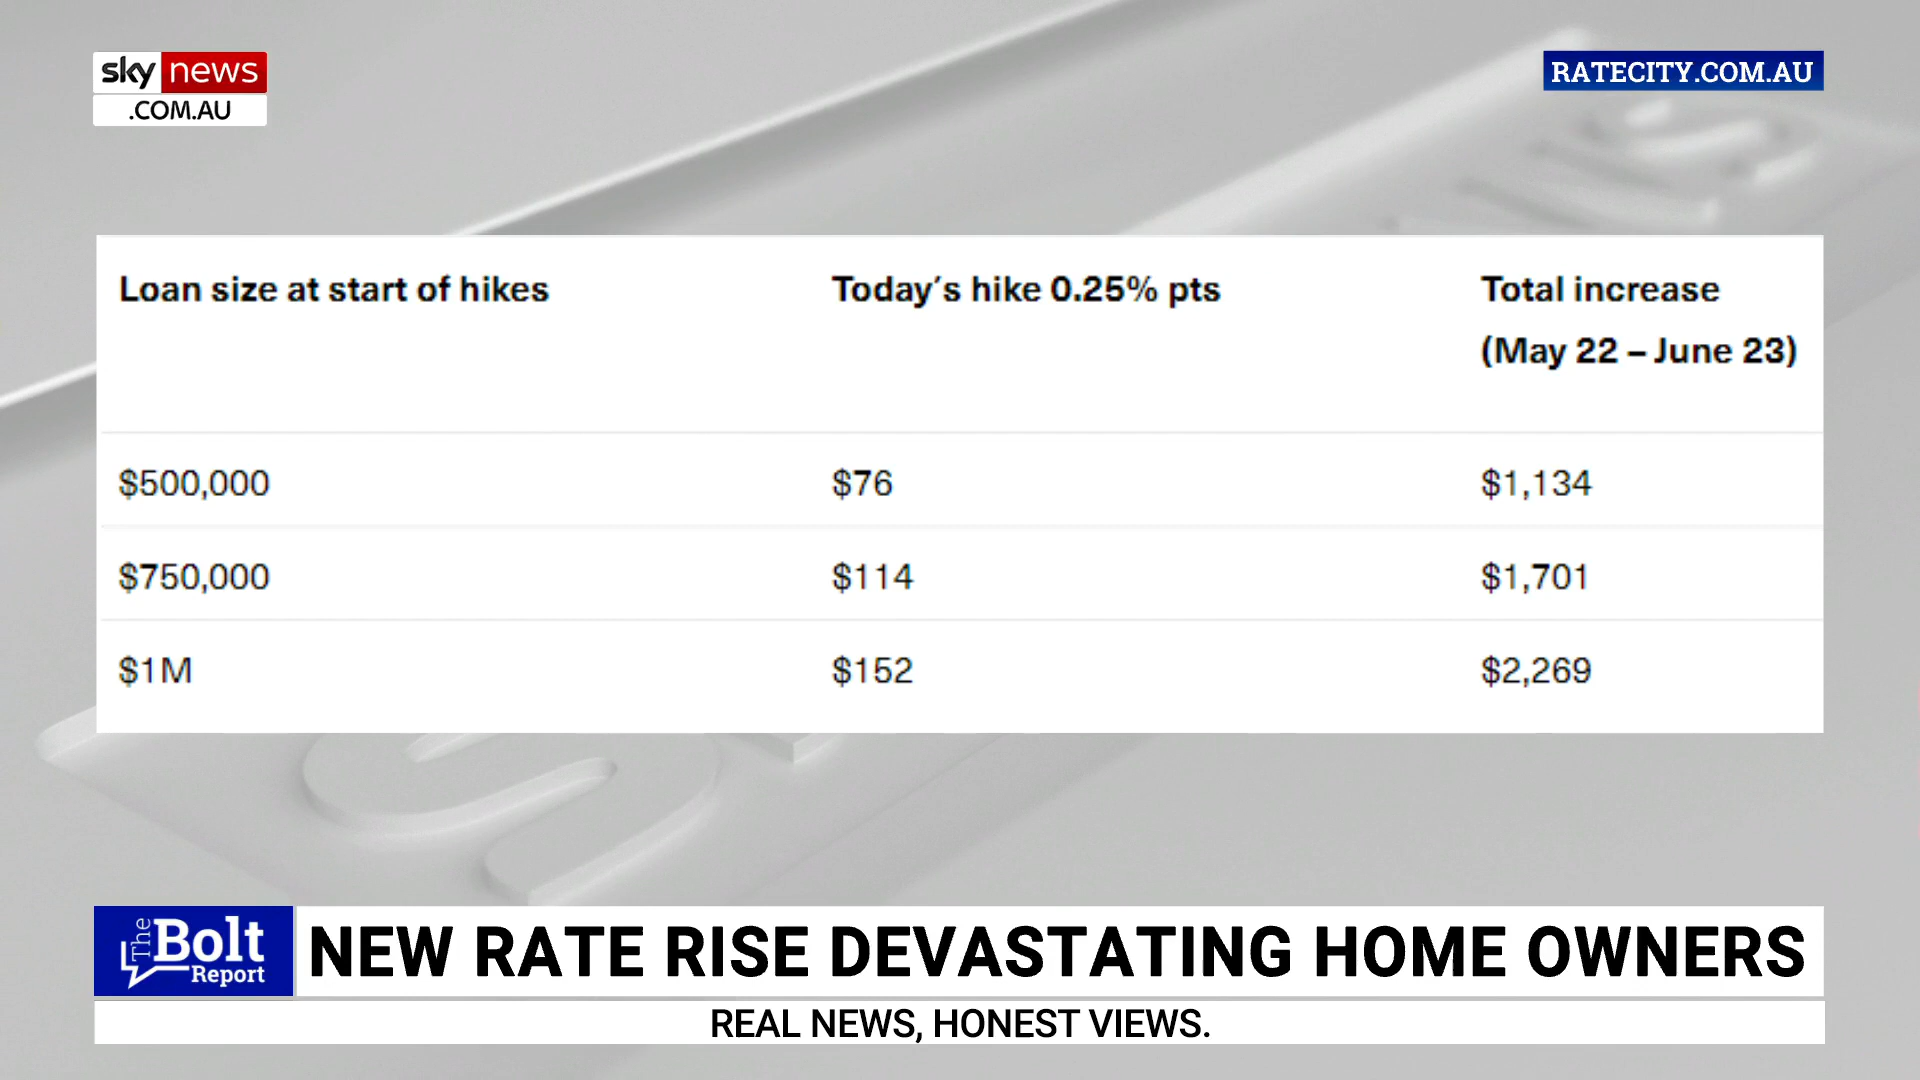 sky news
.COM.AU
RATECITY.COM.AU
Loan size at start of hikes
Today's hike 0.25% pts
Total increase
(May 22 – June 23)
$500,000
$76
$1,134
$750,000
$114
$1,701
$1M
$152
$2,269
The Bolt Report
NEW RATE RISE DEVASTATING HOME OWNERS
REAL NEWS, HONEST VIEWS.